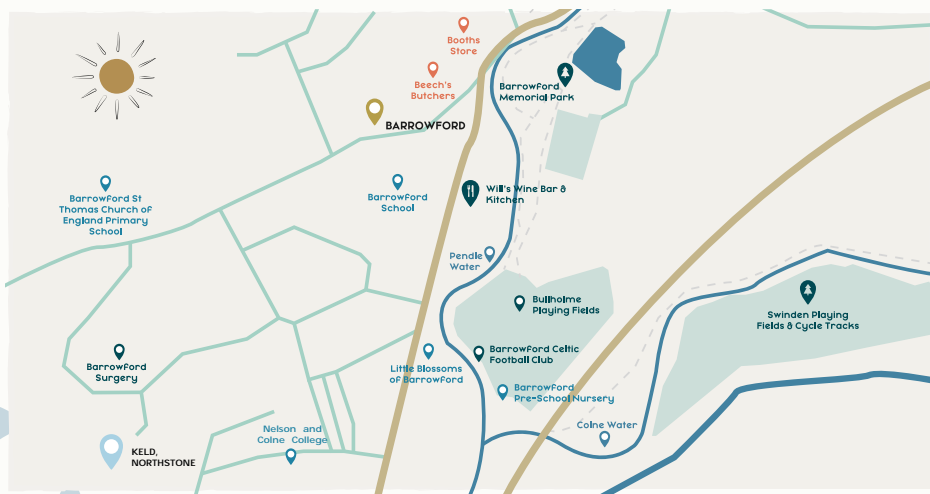 Booths
Store
Beech's
Butchers
BARROWFORD
Barrowford
Memorial Park
Barrowford St
Thomas Church of
England Primary
School
Barrowford
School
Will's Wine Bar &
Kitchen
Pendle
Water
Bullholme
Playing Fields
Swinden Playing
Fields & Cycle Tracks
Barrowford
Surgery
Little Blossoms
of Barrowford
Barrowford Celtic
Football Club
Barrowford
Pre-School Nursery
Nelson and
Colne College
Colne Water
KELD,
NORTHSTONE